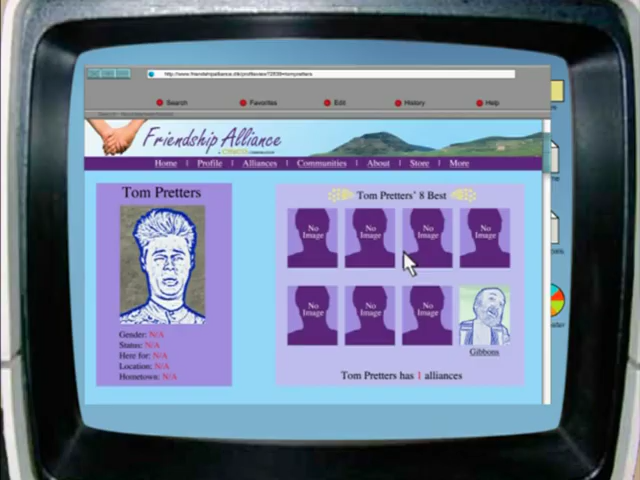 Search
Favorites
Edit
History
Help
Friendship Alliance
Home | Profile | Alliances | Communities | About | Store | More
Tom Pretters
Gender: N/A
Status: N/A
Here for: N/A
Location: N/A
Hometown: N/A
Tom Pretters' 8 Best
No Image
No Image
No Image
No Image
No Image
No Image
No Image
Gibbons
Tom Pretters has 1 alliances